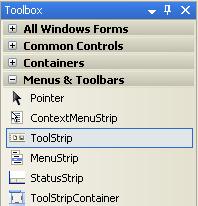 Toolbox
All Windows Forms
Common Controls
Containers
Menus & Toolbars
Pointer
ContextMenuStrip
ToolStrip
MenuStrip
StatusStrip
ToolStripContainer